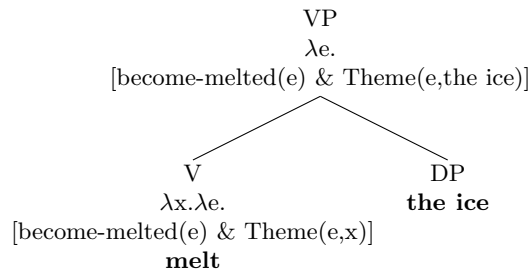 VP
λe.
[become-melted(e) & Theme(e,the ice)]
V
DP
λx.λe.
the ice
[become-melted(e) & Theme(e,x)]
melt